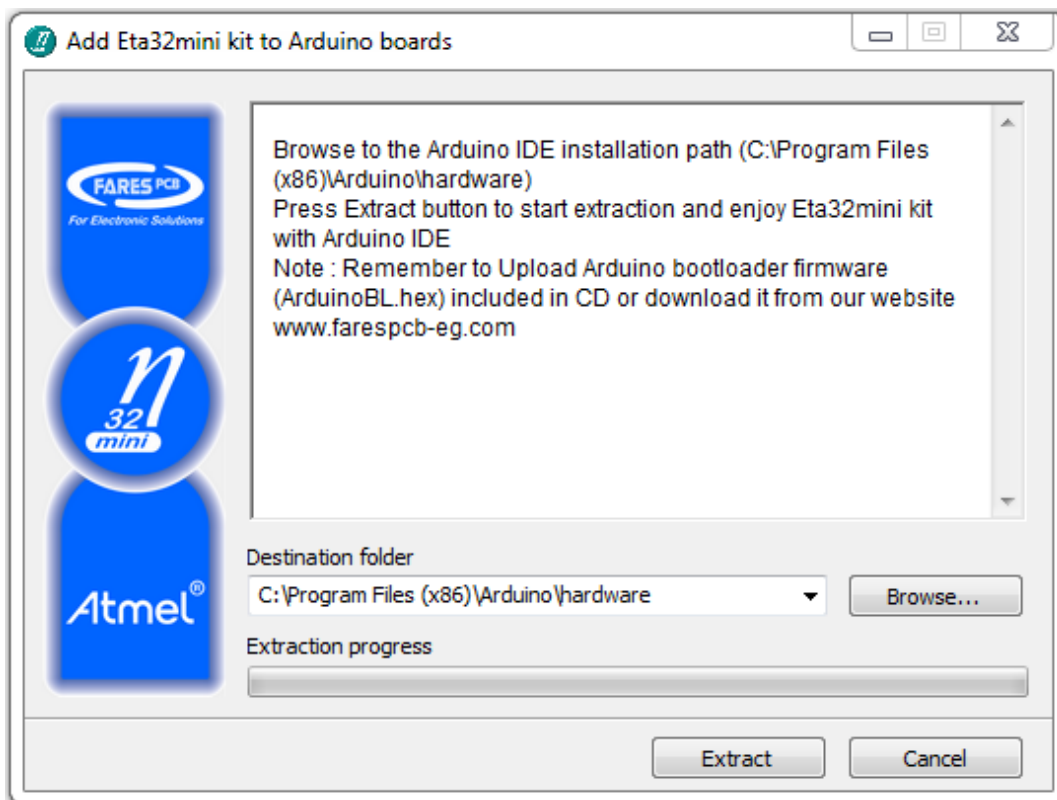 Add Eta32mini kit to Arduino boards
FARES PCB
For Electronic Solutions
η
32
mini
Atmel®
Browse to the Arduino IDE installation path (C:\Program Files
(x86)\Arduino\hardware)
Press Extract button to start extraction and enjoy Eta32mini kit
with Arduino IDE
Note : Remember to Upload Arduino bootloader firmware
(ArduinoBL.hex) included in CD or download it from our website
www.farespcb-eg.com
Destination folder
C:\Program Files (x86)\Arduino\hardware
Browse...
Extraction progress
Extract
Cancel